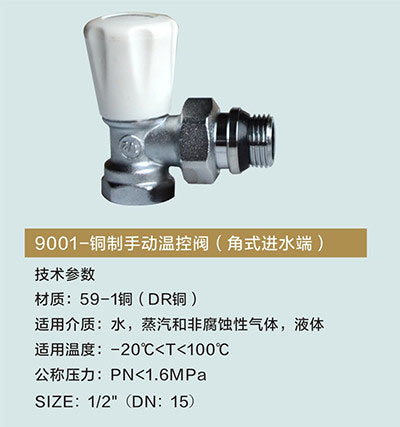 9001-铜制手动温控阀（角式进水端）
技术参数
材质：59-1铜（DR铜）
适用介质：水，蒸汽和非腐蚀性气体，液体
适用温度：-20℃<T<100℃
公称压力：PN<1.6MPa
SIZE：1/2"（DN：15）